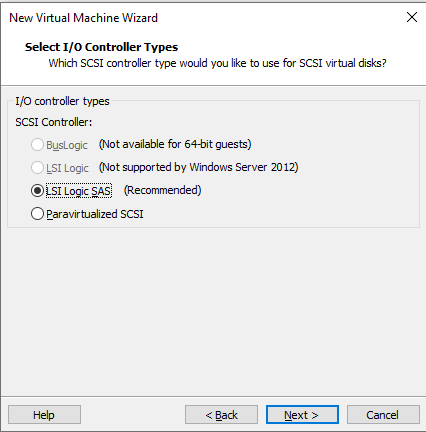 New Virtual Machine Wizard
Select I/O Controller Types
Which SCSI controller type would you like to use for SCSI virtual disks?
I/O controller types
SCSI Controller:
BusLogic (Not available for 64-bit guests)
LSI Logic (Not supported by Windows Server 2012)
LSI Logic SAS (Recommended)
Paravirtualized SCSI
Help < Back Next > Cancel